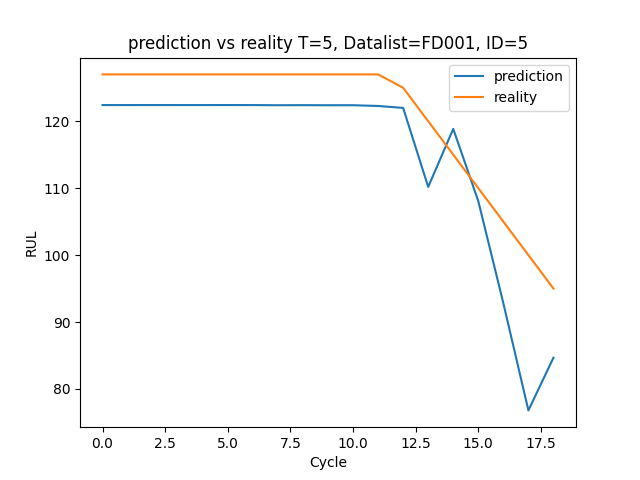 prediction vs reality T=5, Datalist=FD001, ID=5
prediction
reality
RUL
120
110
100
90
80
0.0 2.5 5.0 7.5 10.0 12.5 15.0 17.5
Cycle